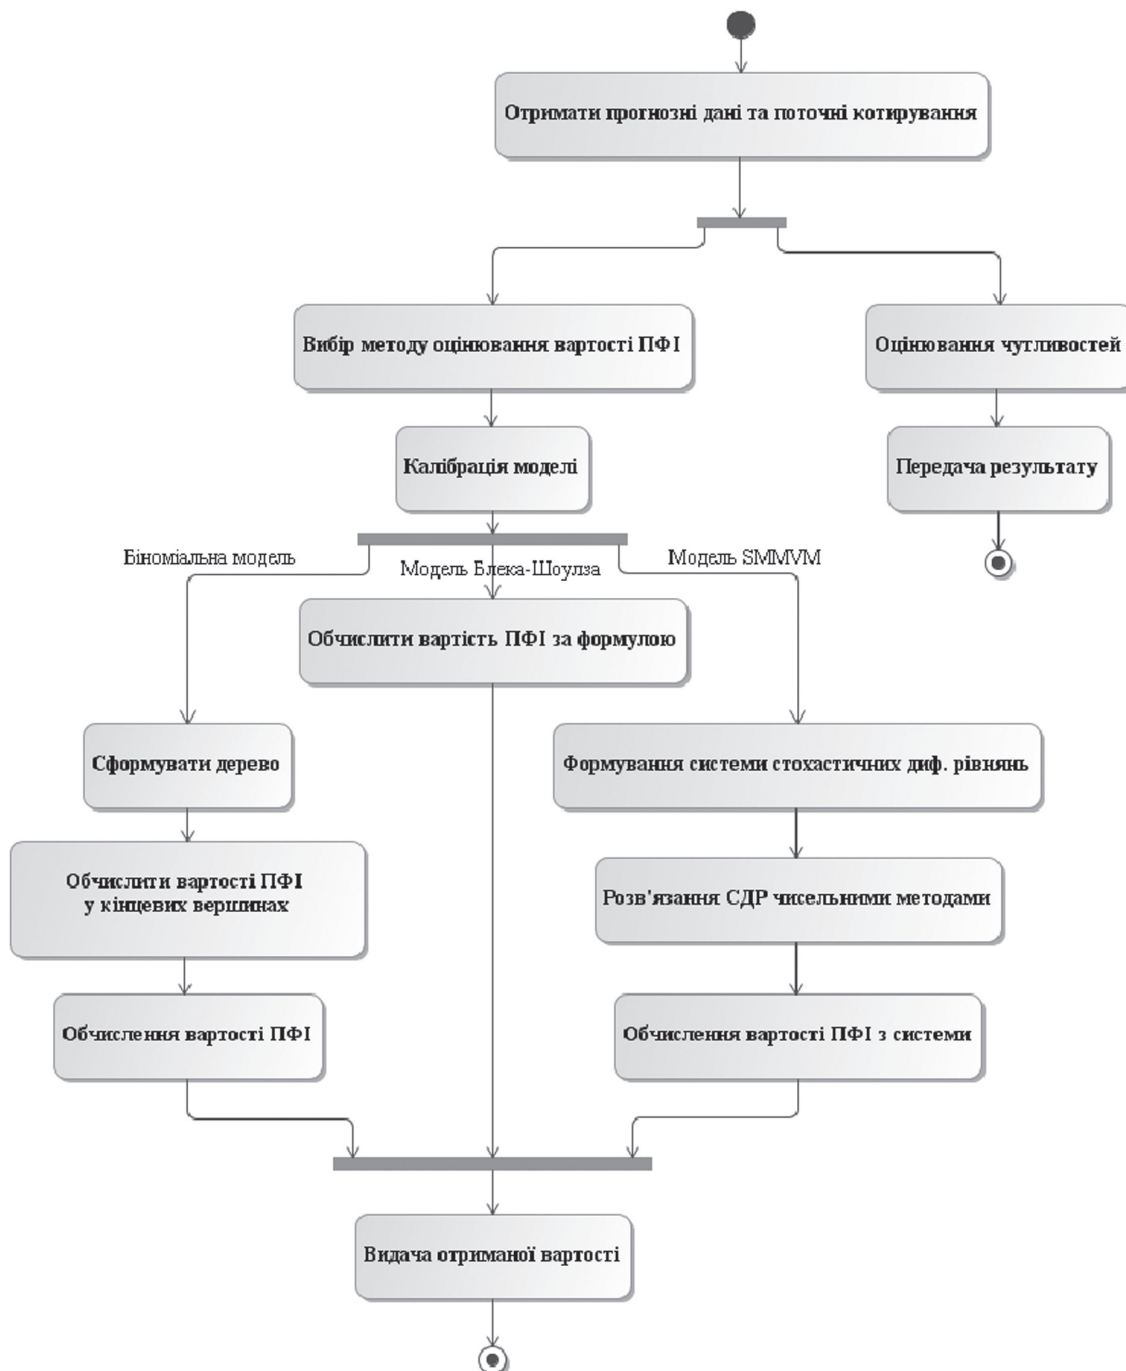 Отримати прогнозні дані та поточні котирування
Вибір методу оцінювання вартості ПФІ
Оцінювання чутливостей
Калібрація моделі
Передача результату
Біноміальна модель
Модель Блека-Шоулза
Модель SMMVM
Обчислити вартість ПФІ за формулою
Сформувати дерево
Формування системи стохастичних диф. рівнянь
Обчислити вартості ПФІ
у кінцевих вершинах
Розв'язання СДР чисельними методами
Обчислення вартості ПФІ
Обчислення вартості ПФІ з системи
Видача отриманої вартості